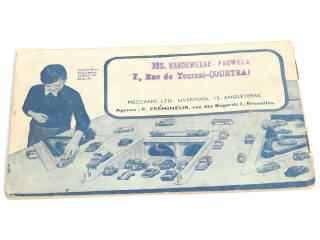 JOS. VANDEWEEGE - PAUWELS
I, Rue de Tournai-COURTRAI
MECCANO LTD., LIVERPOOL, 13, ANGLETERRE.
Agence: P. FRÉMINEUR, rue des Bogards 1, Bruxelles.